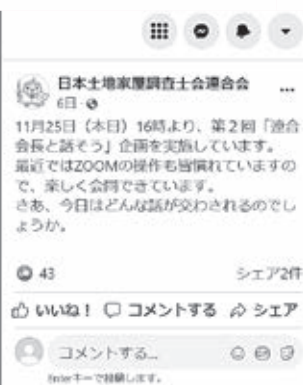 日本土地家屋調査士会連合会
6日
11月25日(本日)16時より、第2回「連合
会長と話そう」企画を実施しています。
最近ではZOOMの操作も皆慣れていますの
で、楽しく会同できています。
さあ、今日はどんな話が交わされるのでし
ょうか。
43 シェア2件
いいね! コメントする シェア
コメントする...
Enterキーで投稿します。